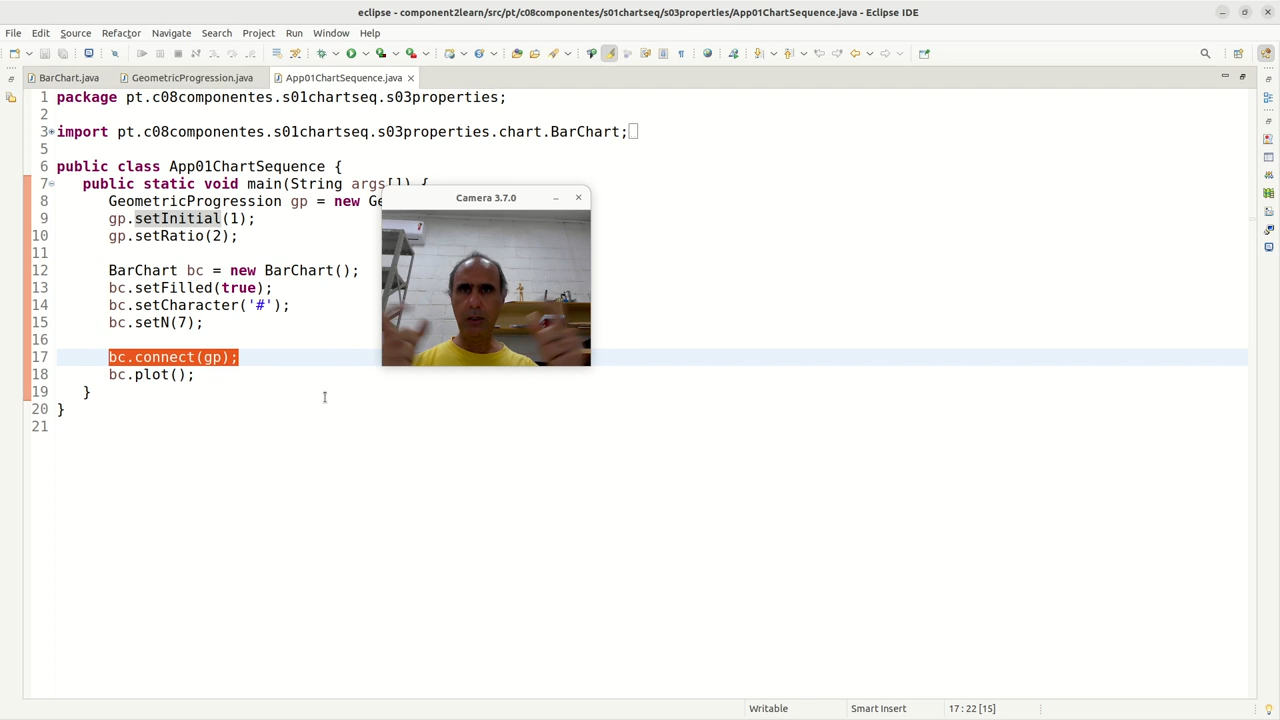 eclipse - component2learn/src/pt/c08componentes/s01chartseq/s03properties/App01ChartSequence.java - Eclipse IDE
File Edit Source Refactor Navigate Search Project Run Window Help
BarChart.java GeometricProgression.java App01ChartSequence.java
1 package pt.c08componentes.s01chartseq.s03properties;
2
3 import pt.c08componentes.s01chartseq.s03properties.chart.BarChart;
5
6 public class App01ChartSequence {
7 public static void main(String args[]) {
8 GeometricProgression gp = new Ge
9 gp.setInitial(1);
10 gp.setRatio(2);
11
12 BarChart bc = new BarChart();
13 bc.setFilled(true);
14 bc.setCharacter('#');
15 bc.setN(7);
16
17 bc.connect(gp);
18 bc.plot();
19 }
20 }
21
Camera 3.7.0
Writable Smart Insert 17 : 22 [15]